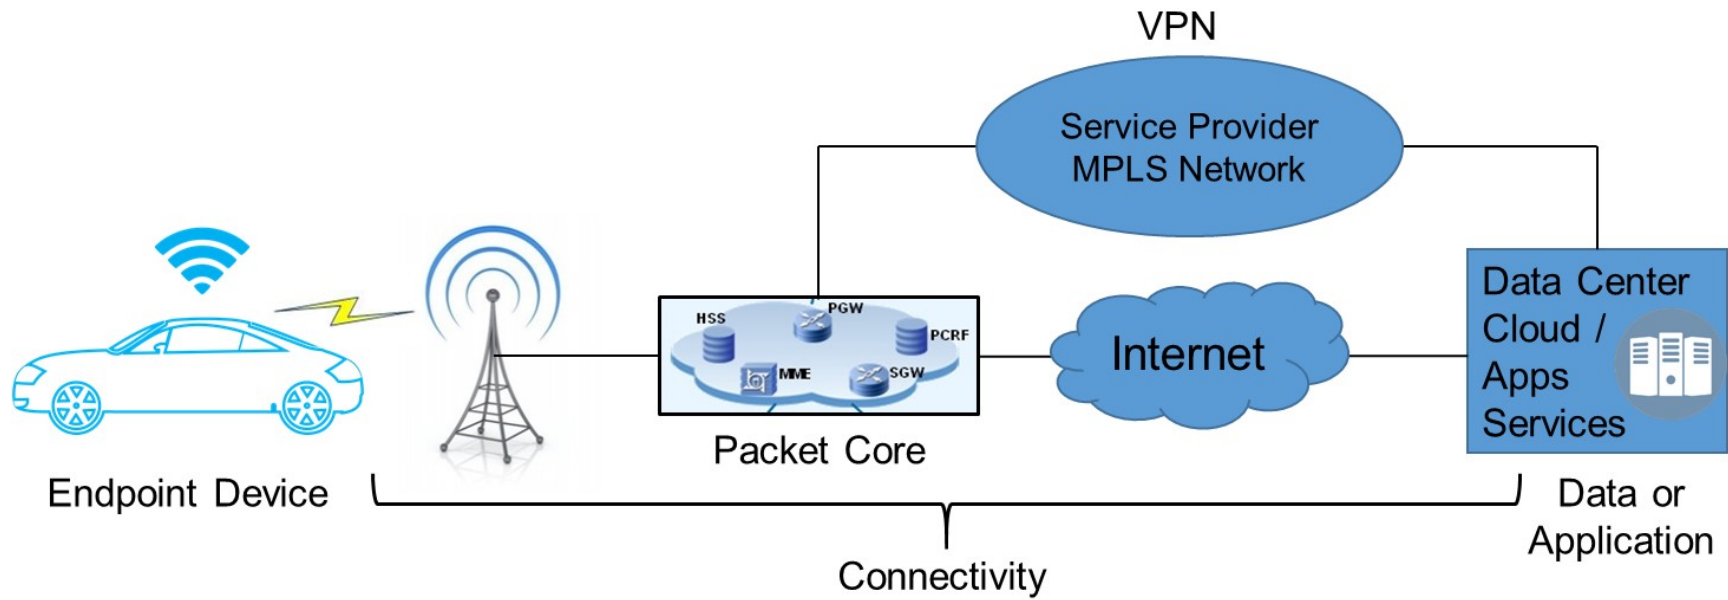 VPN
Service Provider
MPLS Network
HSS
PGW
PCRF
MME
SGW
Packet Core
Internet
Data Center
Cloud /
Apps
Services
Endpoint Device
Connectivity
Data or
Application